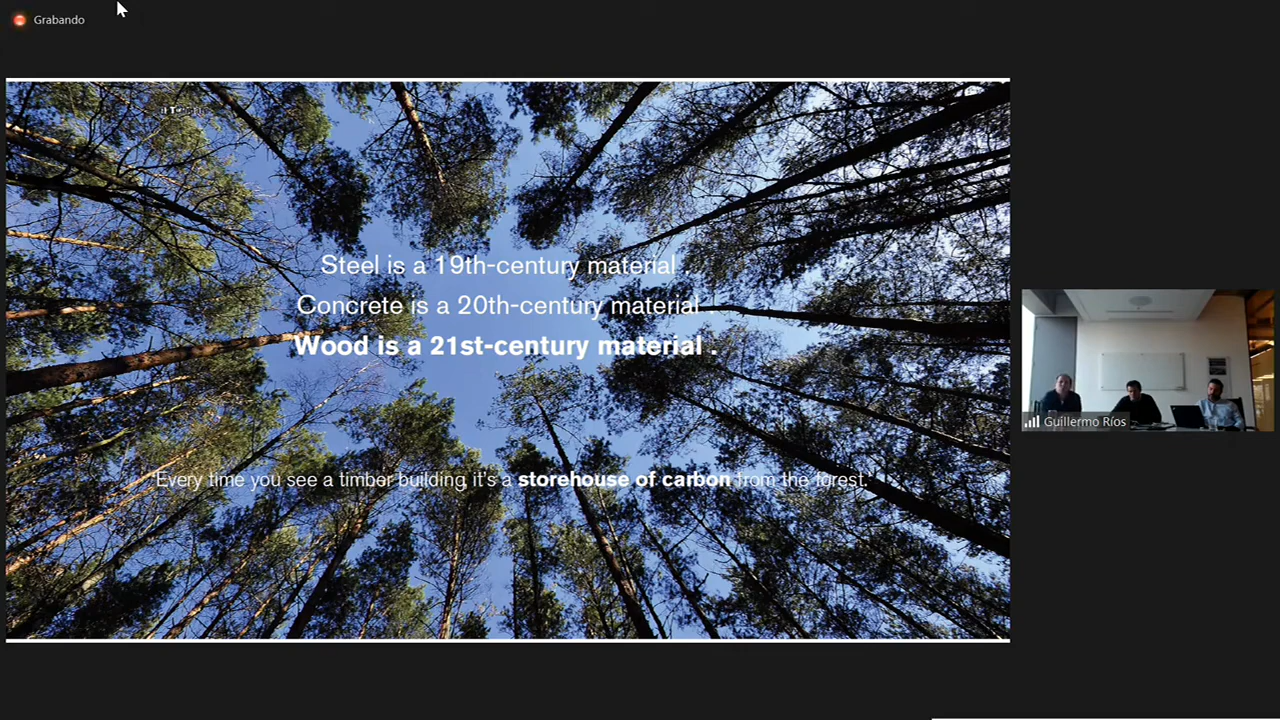 Grabando
Steel is a 19th-century material .
Concrete is a 20th-century material .
Wood is a 21st-century material .
Every time you see a timber building, it's a storehouse of carbon from the forest.
Guillermo Ríos